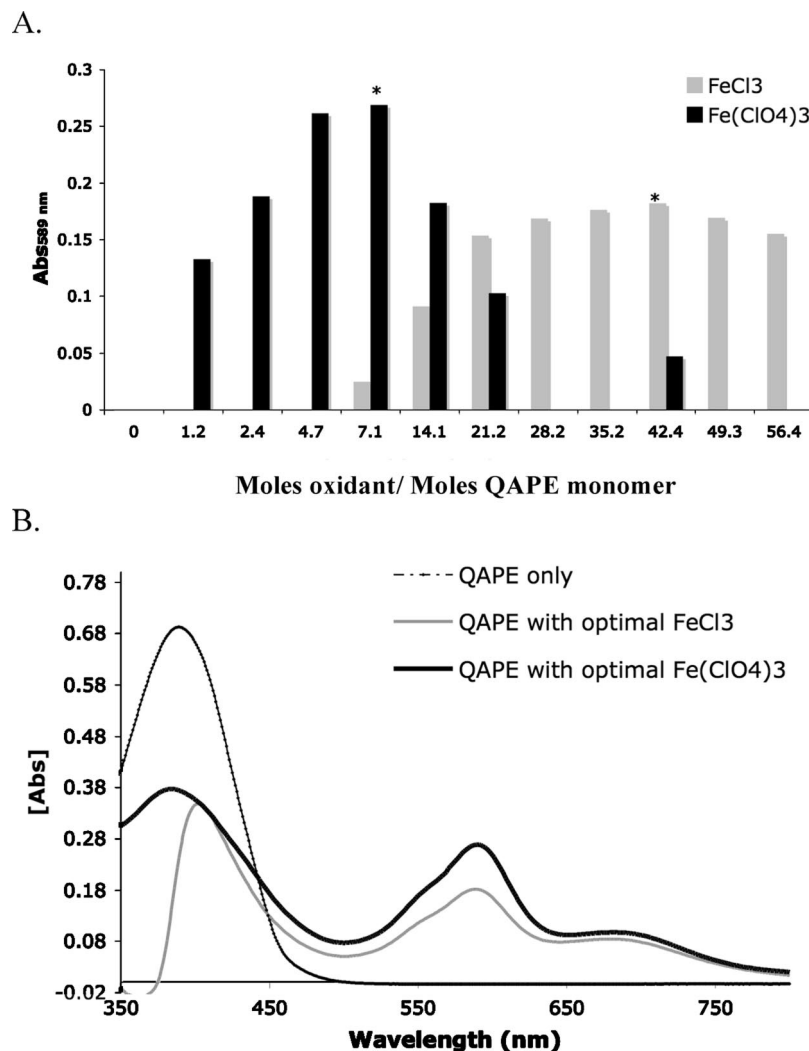 A.
0.3
0.25
0.2
0.15
0.1
0.05
0
Abs589 nm
FeCl3
Fe(ClO4)3
*
*
0 1.2 2.4 4.7 7.1 14.1 21.2 28.2 35.2 42.4 49.3 56.4
Moles oxidant/ Moles QAPE monomer
B.
0.78
0.68
0.58
0.48
0.38
0.28
0.18
0.08
-0.02
[Abs]
QAPE only
QAPE with optimal FeCl3
QAPE with optimal Fe(ClO4)3
350 450 550 650 750
Wavelength (nm)